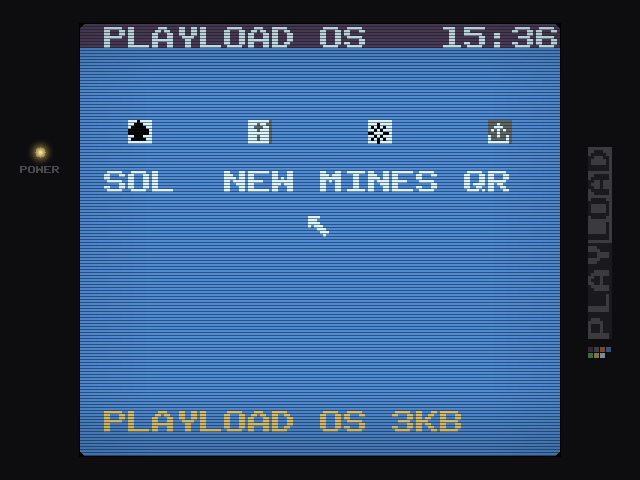 PLAYLOAD OS 15:36
SOL NEW MINES QR
POWER
PLAYLOAD
PLAYLOAD OS 3KB